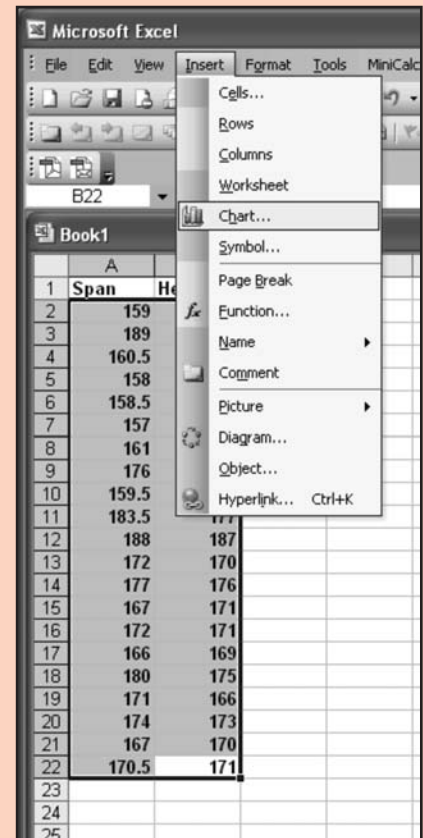 Microsoft Excel
File Edit View Insert Format Tools MiniCalc
Cells...
Rows
Columns
Worksheet
B22
Chart...
Symbol...
Book1
Page Break
A
1 Span He
Function...
2 159
3 189
Name
4 160.5
5 158
Comment
6 158.5
Picture
7 157
Diagram...
8 161
Object...
9 176
10 159.5
Hyperlink... Ctrl+K
11 183.5 177
12 188 187
13 172 170
14 177 176
15 167 171
16 172 171
17 166 169
18 180 175
19 171 166
20 174 173
21 167 170
22 170.5 171
23
24
25